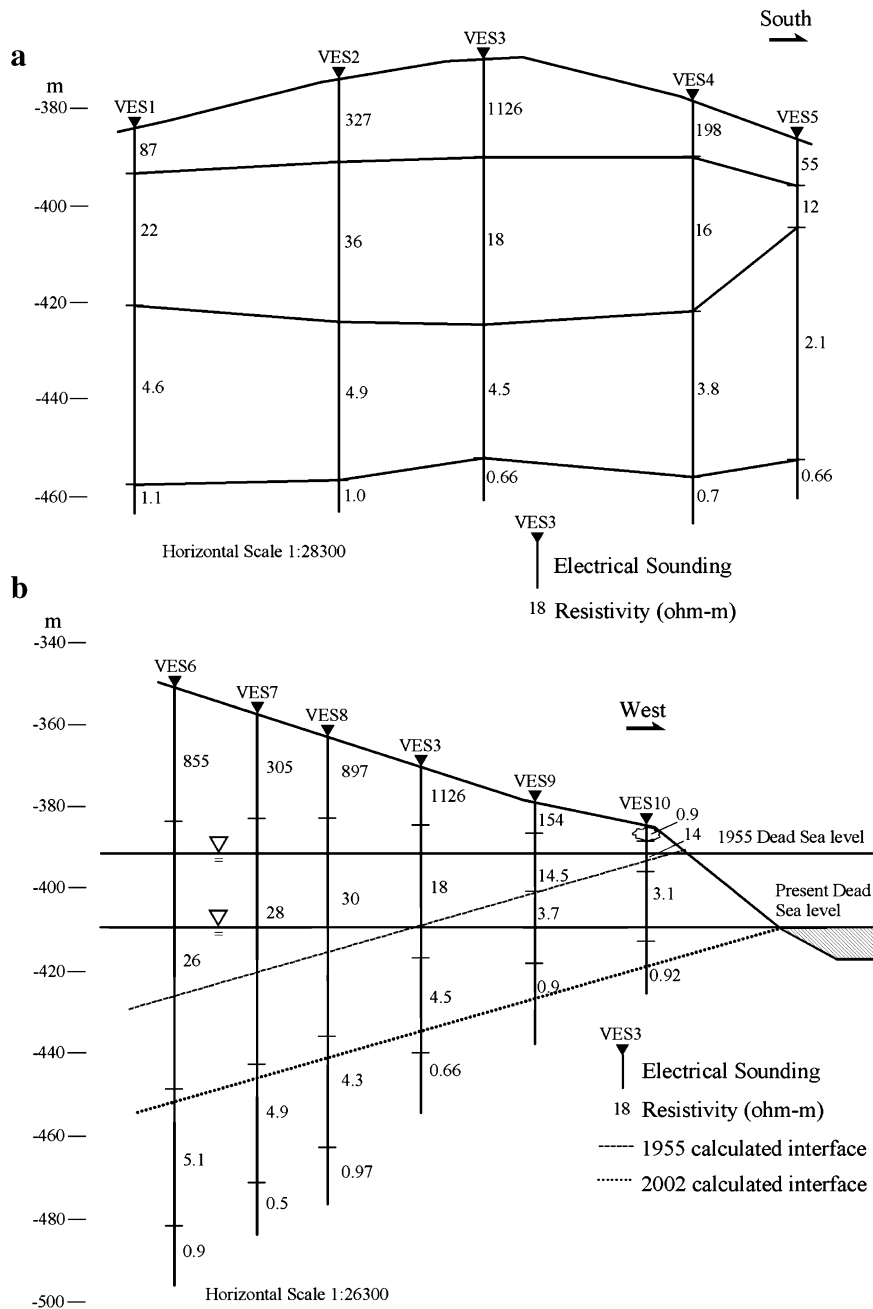 a
South
m
VES3
VES2
VES4
-380
VES1
VES5
327
1126
198
87
55
-400
12
22
36
18
16
-420
2.1
4.6
4.9
4.5
3.8
-440
-460
1.1
1.0
0.66
0.7
0.66
Horizontal Scale 1:28300
VES3
Electrical Sounding
18 Resistivity (ohm-m)
b
m
-340
VES6
VES7
VES8
West
-360
VES3
855
305
897
1126
VES9
-380
154
VES10
0.9
14
1955 Dead Sea level
14.5
3.1
-400
18
30
28
3.7
Present Dead
Sea level
26
-420
4.5
0.9
0.92
-440
4.3
0.66
VES3
Electrical Sounding
4.9
18 Resistivity (ohm-m)
-460
5.1
0.97
1955 calculated interface
0.5
2002 calculated interface
-480
0.9
Horizontal Scale 1:26300
-500